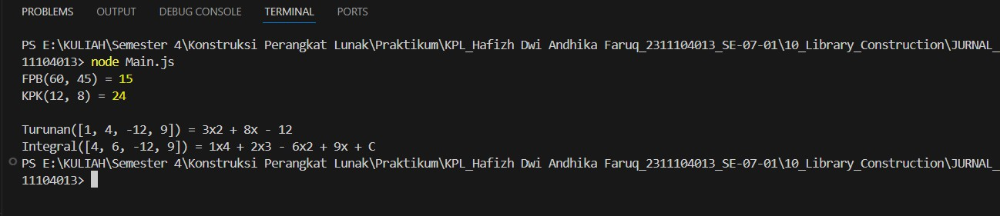 PROBLEMS OUTPUT DEBUG CONSOLE TERMINAL PORTS
PS E:\KULIAH\Semester 4\Konstruksi Perangkat Lunak\Praktikum\KPL_Hafizh Dwi Andhika Faruq_2311104013_SE-07-01\10_Library_Construction\JURNAL_
11104013> node Main.js
FPB(60, 45) = 15
KPK(12, 8) = 24
Turunan([1, 4, -12, 9]) = 3x2 + 8x - 12
Integral([4, 6, -12, 9]) = 1x4 + 2x3 - 6x2 + 9x + C
PS E:\KULIAH\Semester 4\Konstruksi Perangkat Lunak\Praktikum\KPL_Hafizh Dwi Andhika Faruq_2311104013_SE-07-01\10_Library_Construction\JURNAL_
11104013>